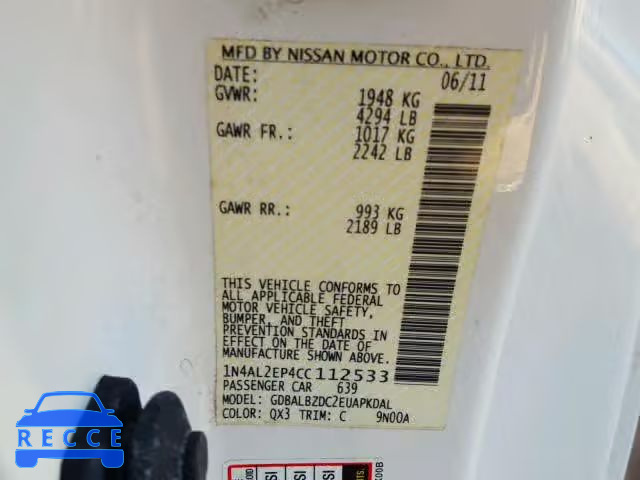 MFD BY NISSAN MOTOR CO., LTD.
DATE: 06/11
GVWR: 1948 KG
4294 LB
GAWR FR.: 1017 KG
2242 LB
GAWR RR.: 993 KG
2189 LB
THIS VEHICLE CONFORMS TO
ALL APPLICABLE FEDERAL
MOTOR VEHICLE SAFETY,
BUMPER, AND THEFT
PREVENTION STANDARDS IN
EFFECT ON THE DATE OF
MANUFACTURE SHOWN ABOVE.
1N4AL2EP4CC112533
PASSENGER CAR 639
MODEL: GDBALBZDC2EUAPKDAL
COLOR: QX3 TRIM: C 9N00A
RECCE